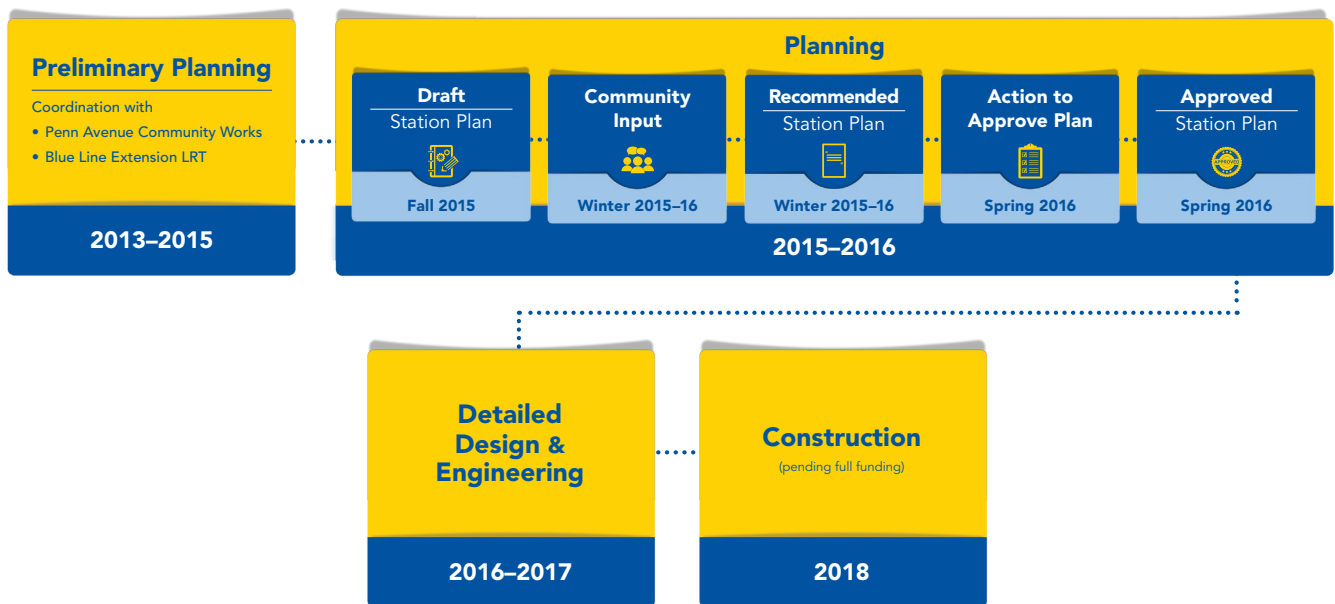 Preliminary Planning
Coordination with
• Penn Avenue Community Works
• Blue Line Extension LRT
2013–2015
Planning
Draft
Station Plan
Fall 2015
Community
Input
Winter 2015–16
Recommended
Station Plan
Winter 2015–16
Action to
Approve Plan
Spring 2016
Approved
Station Plan
APPROVED
Spring 2016
2015–2016
Detailed
Design &
Engineering
2016–2017
Construction
(pending full funding)
2018